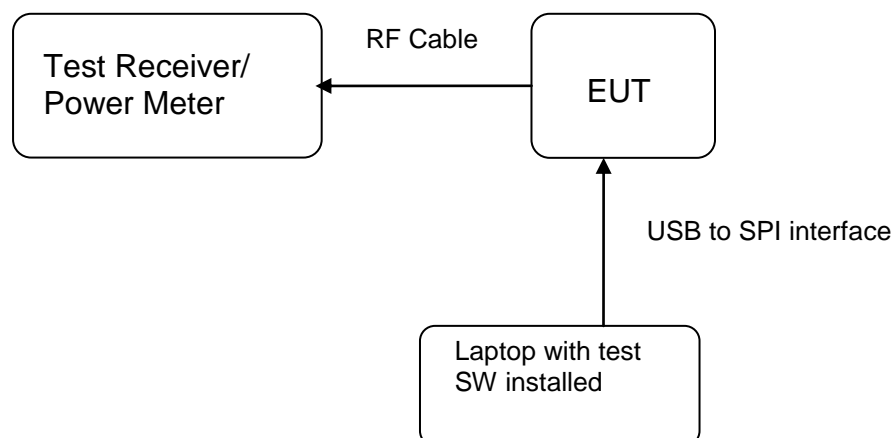 RF Cable
Test Receiver/
Power Meter
EUT
USB to SPI interface
Laptop with test
SW installed